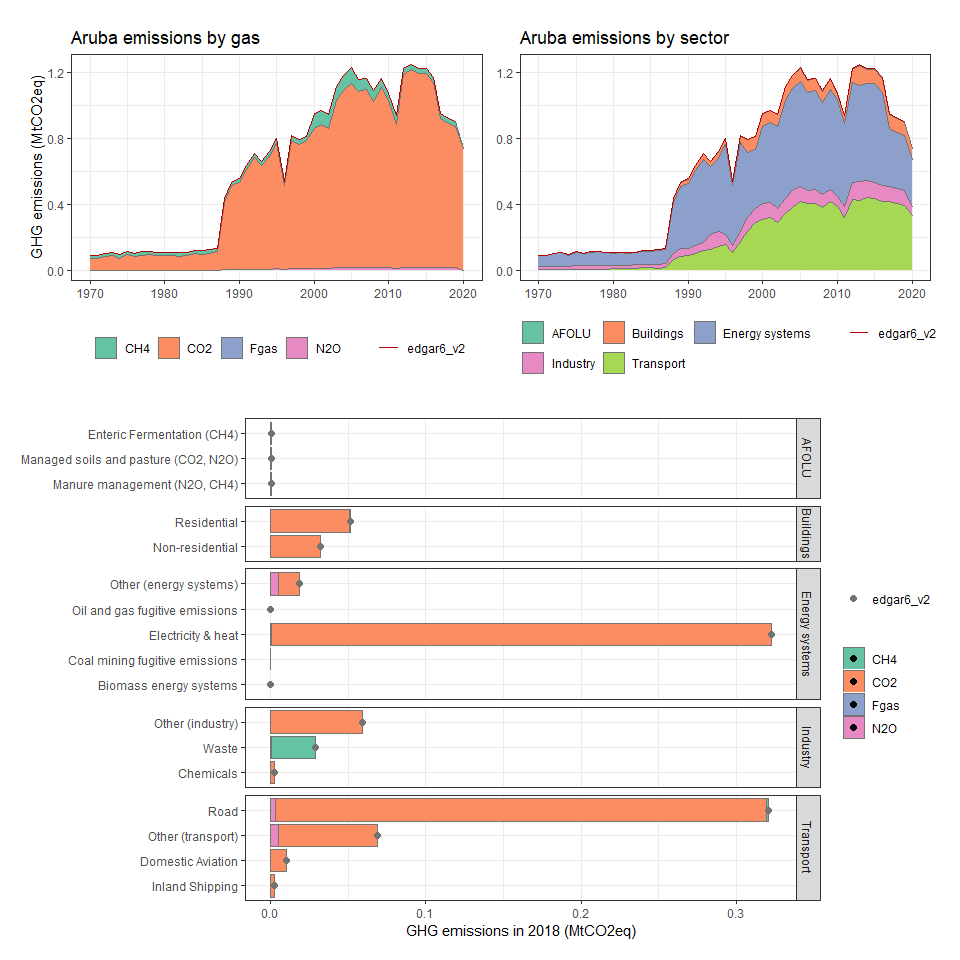 Aruba emissions by gas
Aruba emissions by sector
GHG emissions (MtCO2eq)
1.2
0.8
0.4
0.0
1970 1980 1990 2000 2010 2020
1.2
0.8
0.4
0.0
1970 1980 1990 2000 2010 2020
CH4 CO2 Fgas N2O edgar6_v2
AFOLU Buildings Energy systems edgar6_v2
Industry Transport
Enteric Fermentation (CH4)
Managed soils and pasture (CO2, N2O)
Manure management (N2O, CH4)
AFOLU
Residential
Non-residential
Buildings
Other (energy systems)
Oil and gas fugitive emissions
Electricity & heat
Coal mining fugitive emissions
Biomass energy systems
Energy systems
Other (industry)
Waste
Chemicals
Industry
Road
Other (transport)
Domestic Aviation
Inland Shipping
Transport
0.0 0.1 0.2 0.3
GHG emissions in 2018 (MtCO2eq)
edgar6_v2
CH4
CO2
Fgas
N2O